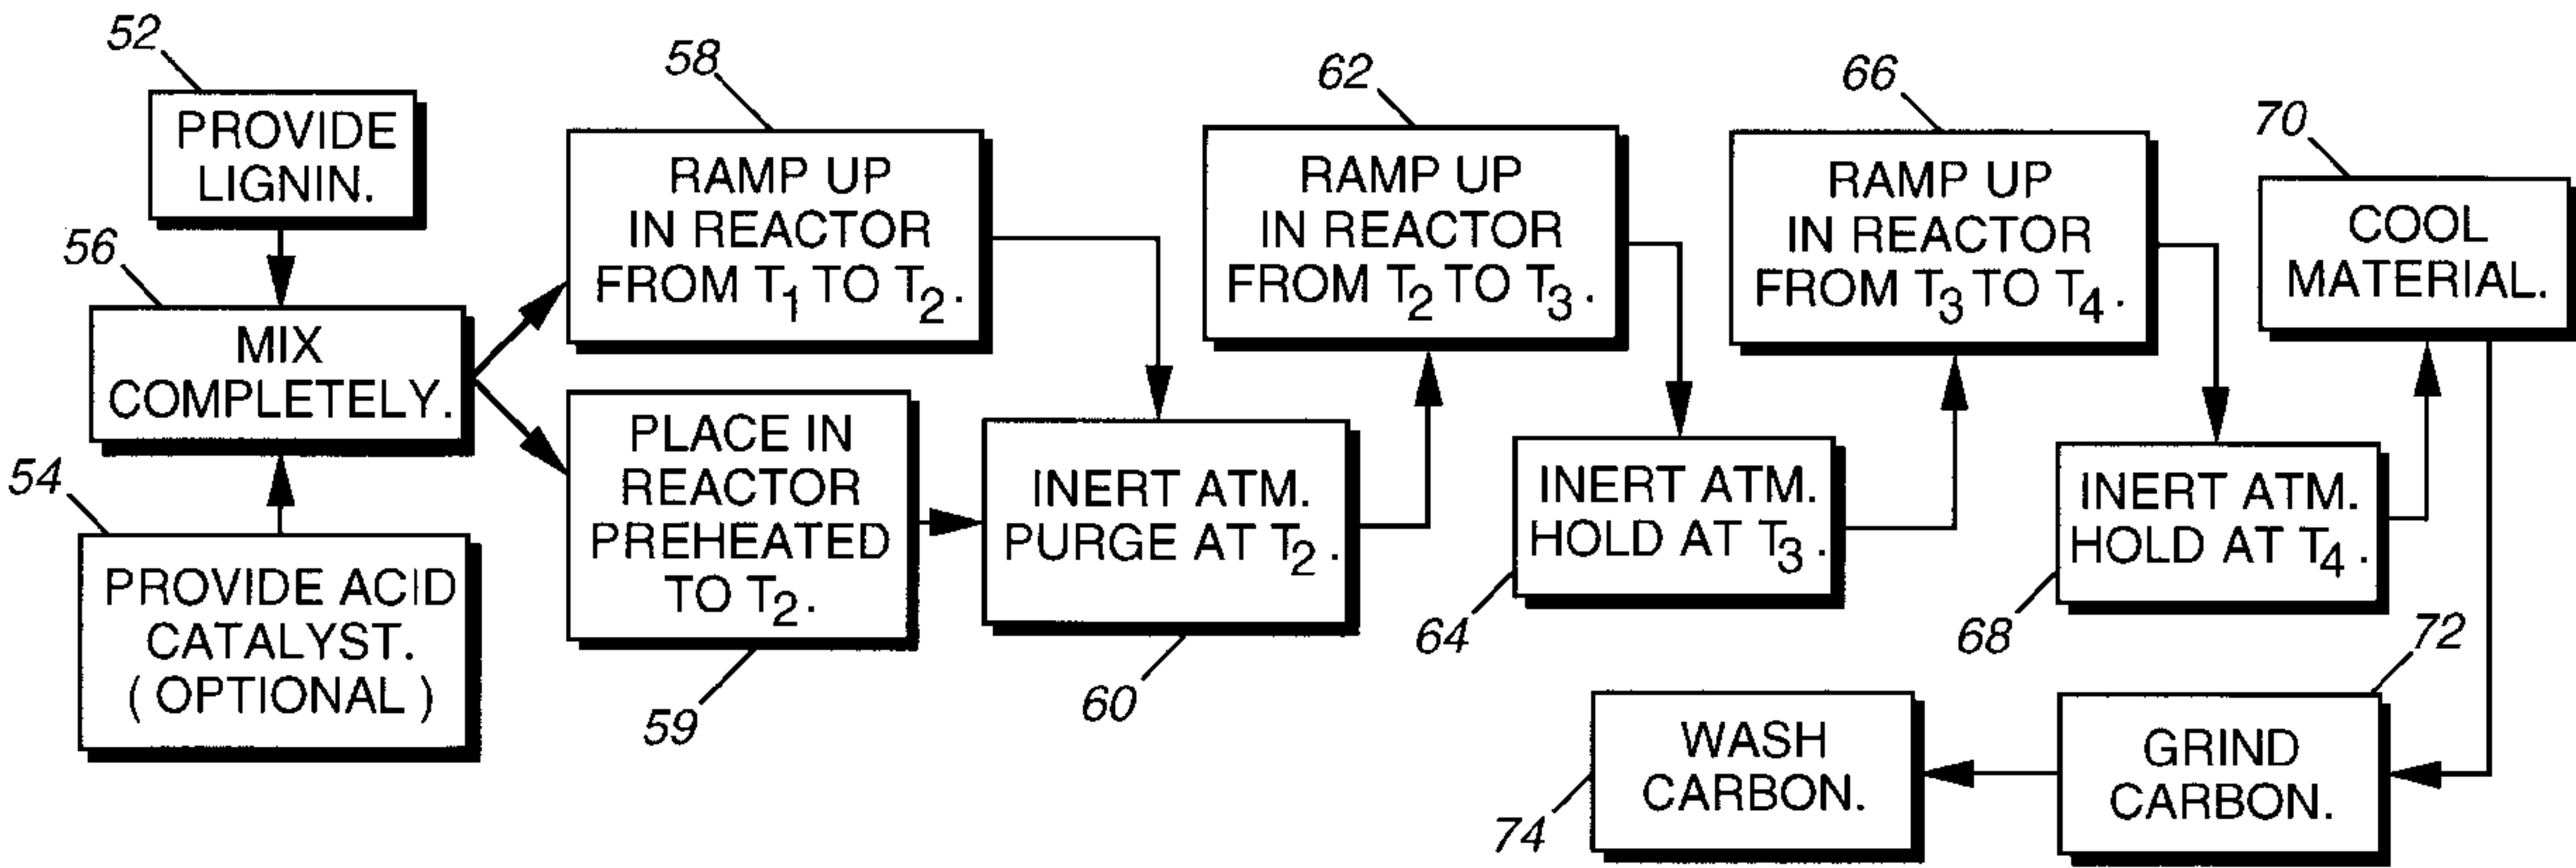 52
PROVIDE
LIGNIN.
56
MIX
COMPLETELY.
54
PROVIDE ACID
CATALYST.
( OPTIONAL )
58
RAMP UP
IN REACTOR
FROM T1 TO T2.
PLACE IN
REACTOR
PREHEATED
TO T2.
59
INERT ATM.
PURGE AT T2.
60
62
RAMP UP
IN REACTOR
FROM T2 TO T3.
INERT ATM.
HOLD AT T3.
64
66
RAMP UP
IN REACTOR
FROM T3 TO T4.
INERT ATM.
HOLD AT T4.
68
70
COOL
MATERIAL.
72
GRIND
CARBON.
WASH
CARBON.
74